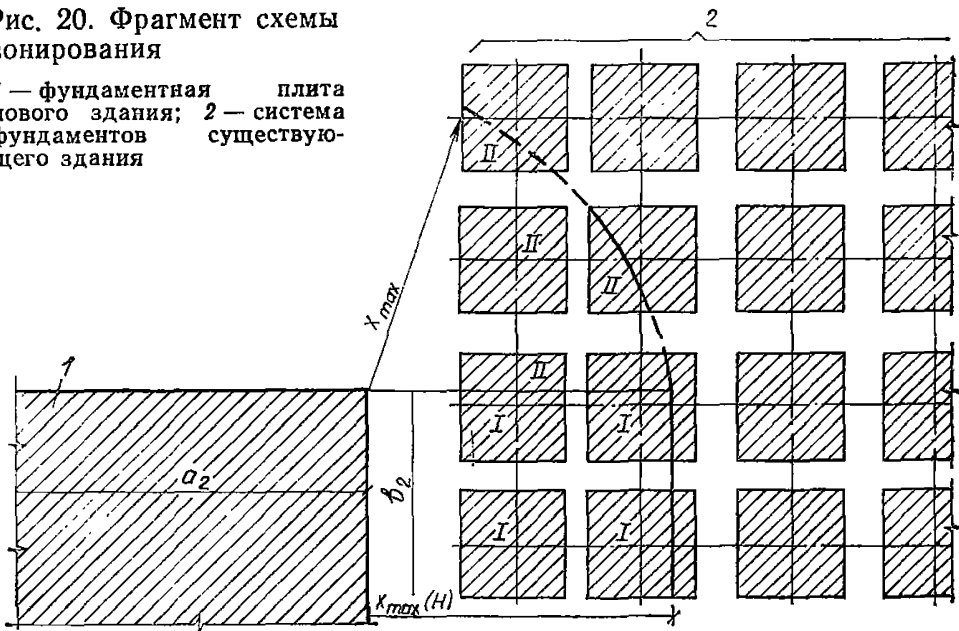 Рис. 20. Фрагмент схемы
зонирования
1 — фундаментная плита
нового здания; 2 — система
фундаментов существую-
щего здания
2
II
II
II
x max
II
1
I
I
a₂
b₂
I
I
x max (H)